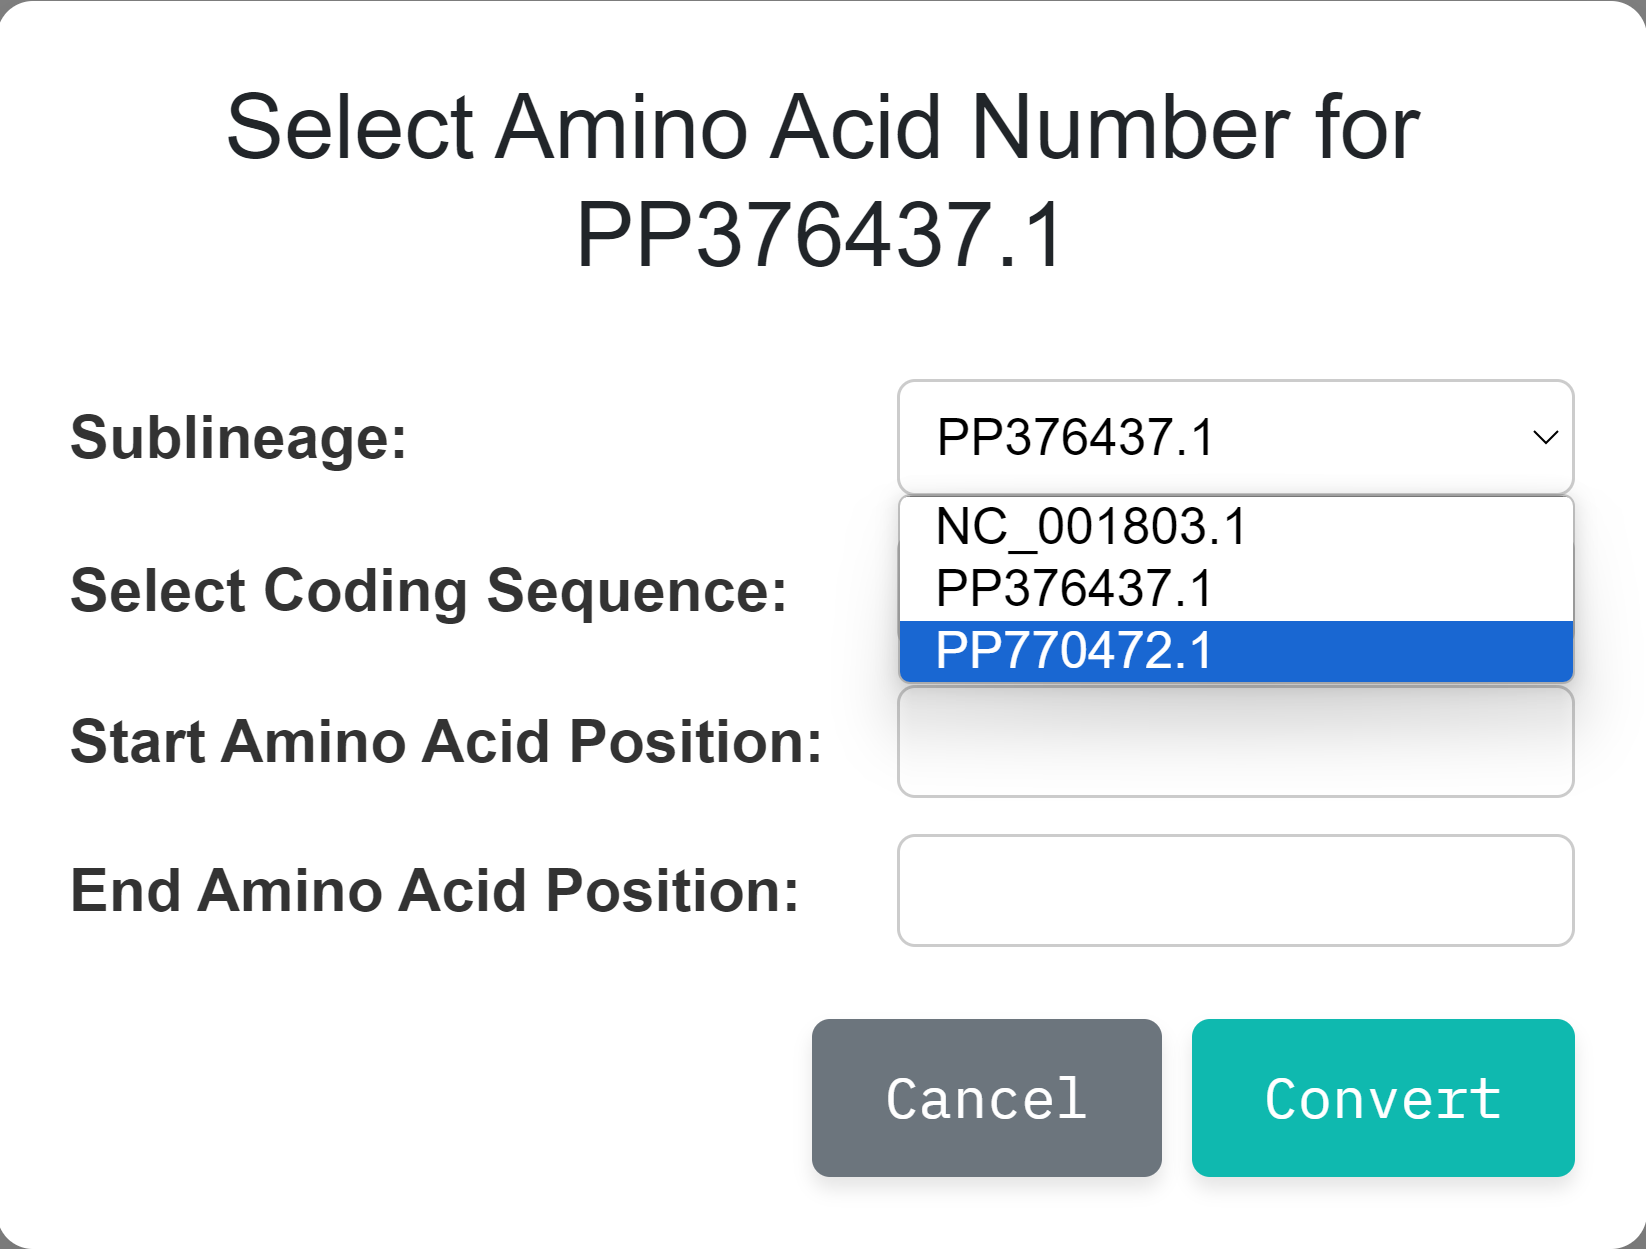 Select Amino Acid Number for
PP376437.1
Sublineage:
PP376437.1
NC_001803.1
PP376437.1
PP770472.1
Select Coding Sequence:
Start Amino Acid Position:
End Amino Acid Position:
Cancel
Convert